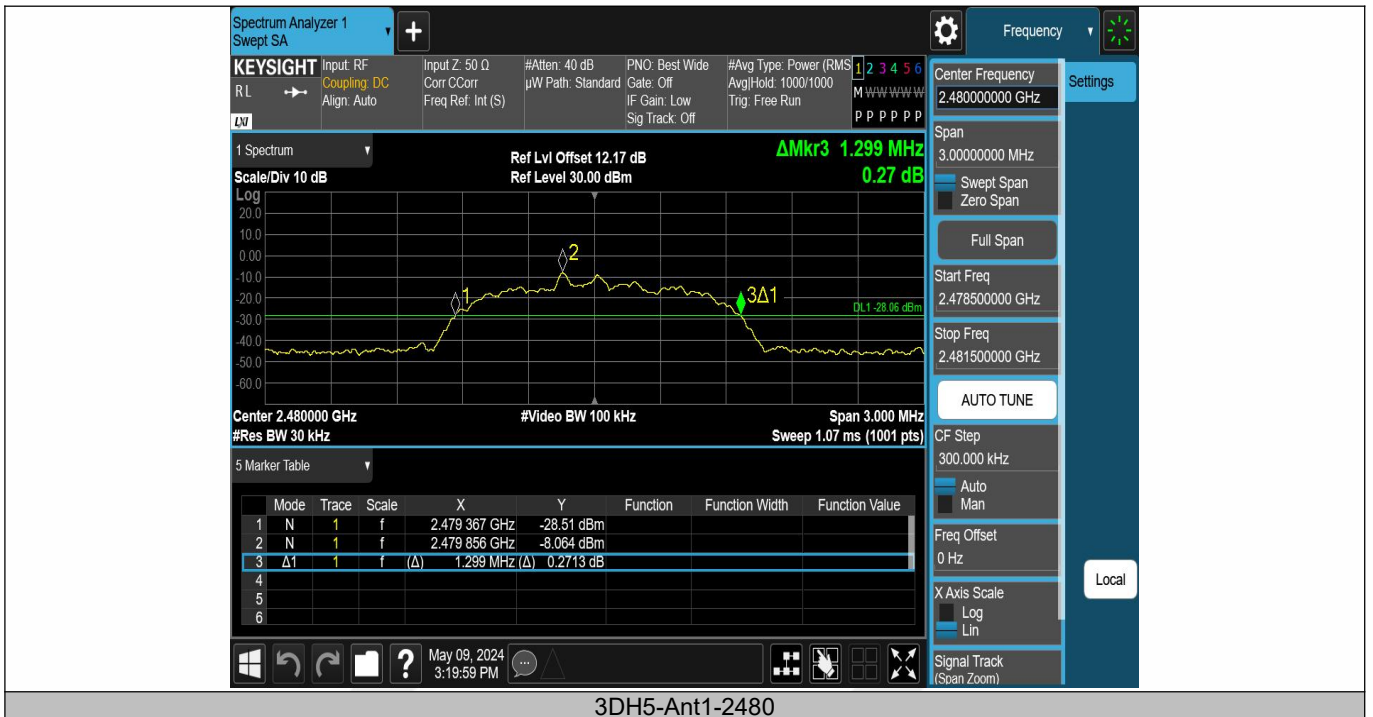 Spectrum Analyzer 1
Swept SA
+
Frequency
KEYSIGHT
RL
LXI
Input: RF
Coupling: DC
Align: Auto
Input Z: 50 Ω
Corr CCorr
Freq Ref: Int (S)
#Atten: 40 dB
µW Path: Standard
PNO: Best Wide
Gate: Off
IF Gain: Low
Sig Track: Off
#Avg Type: Power (RMS
Avg|Hold: 1000/1000
Trig: Free Run
1 2 3 4 5 6
M W W W W W
P P P P P P
1 Spectrum
Scale/Div 10 dB
Ref Lvl Offset 12.17 dB
Ref Level 30.00 dBm
ΔMkr3 1.299 MHz
0.27 dB
Log
20.0
10.0
0.00
-10.0
-20.0
-30.0
-40.0
-50.0
-60.0
1
2
3Δ1
DL1 -28.06 dBm
Center 2.480000 GHz
#Video BW 100 kHz
Span 3.000 MHz
#Res BW 30 kHz
Sweep 1.07 ms (1001 pts)
5 Marker Table
Mode Trace Scale X Y Function Function Width Function Value
1 N 1 f 2.479 367 GHz -28.51 dBm
2 N 1 f 2.479 856 GHz -8.064 dBm
3 Δ1 1 f (Δ) 1.299 MHz (Δ) 0.2713 dB
4
5
6
?
May 09, 2024
3:19:59 PM
Center Frequency
2.480000000 GHz
Settings
Span
3.00000000 MHz
Swept Span
Zero Span
Full Span
Start Freq
2.478500000 GHz
Stop Freq
2.481500000 GHz
AUTO TUNE
CF Step
300.000 kHz
Auto
Man
Freq Offset
0 Hz
X Axis Scale
Log
Lin
Local
Signal Track
(Span Zoom)
3DH5-Ant1-2480